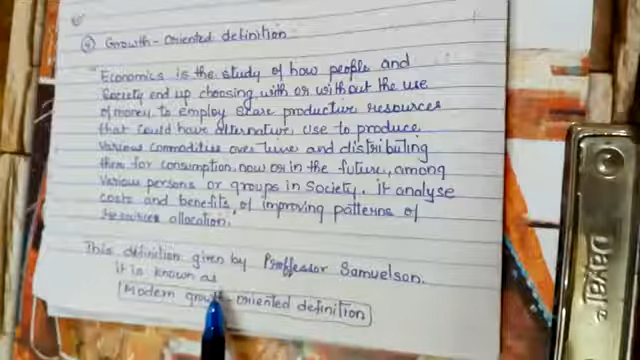 ④ Growth-Oriented definition
"Economics is the study of how people and
Society end up choosing, with or without the use
of money, to employ scare productive resources
that could have alternative use to produce
various commodities over time and distributing
them for consumption, now or in the future, among
various persons or groups in Society. it analyse
costs and benefits, of improving patterns of
resources allocation.
This definition given by Proffessor Samuelson.
it is known as
Modern growth-oriented definition
Dayal